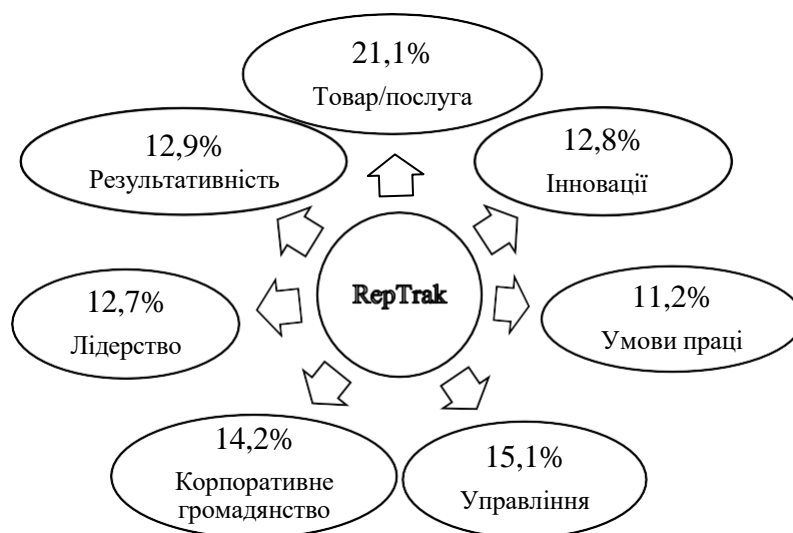 21,1%
Товар/послуга
12,9%
Результативність
12,8%
Інновації
RepTrak
12,7%
Лідерство
11,2%
Умови праці
14,2%
Корпоративне
громадянство
15,1%
Управління